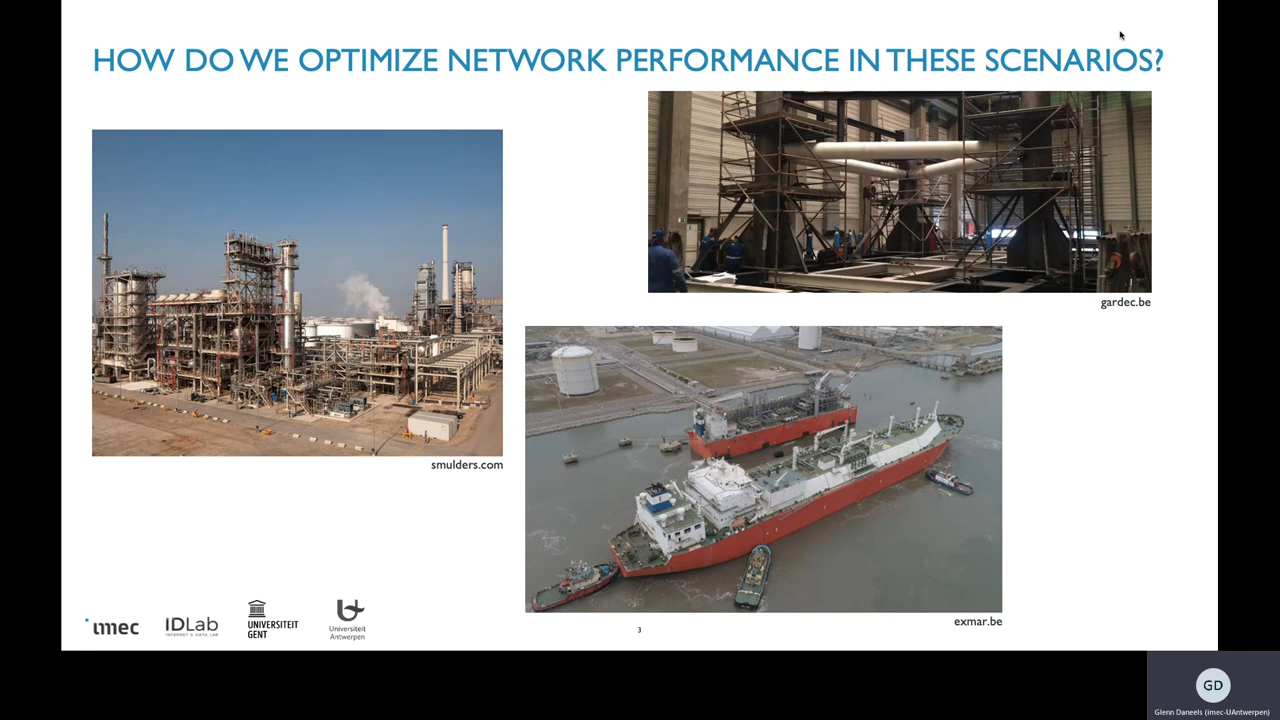 HOW DO WE OPTIMIZE NETWORK PERFORMANCE IN THESE SCENARIOS?
gardec.be
smulders.com
exmar.be
imec
IDLab
INTERNET & DATA LAB
UNIVERSITEIT
GENT
Universiteit
Antwerpen
3
GD
Glenn Daneels (imec-UAntwerpen)